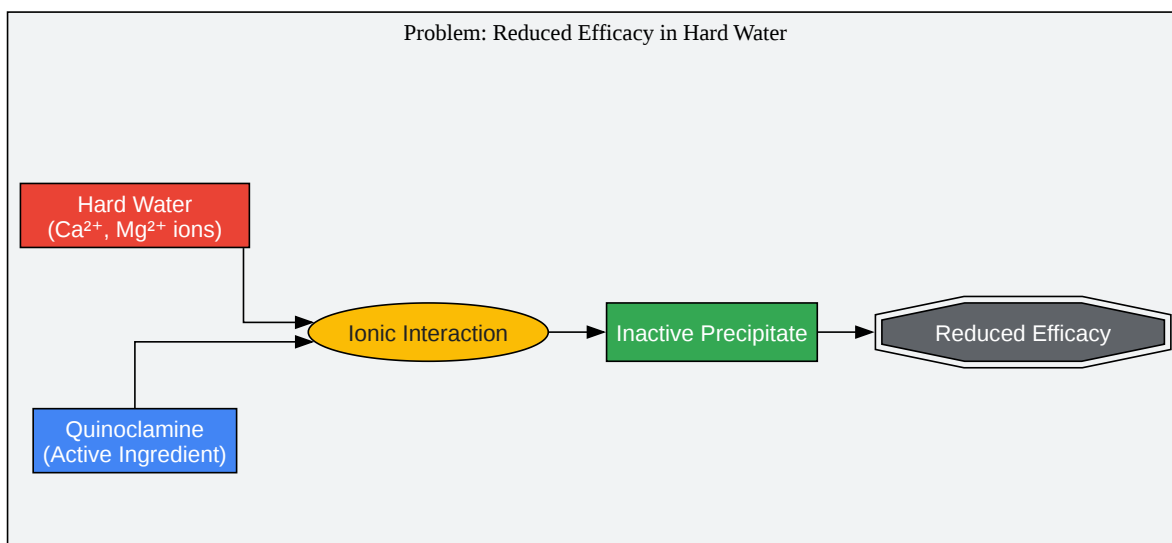 Problem: Reduced Efficacy in Hard Water
Hard Water
(Ca²⁺, Mg²⁺ ions)
Ionic Interaction
Inactive Precipitate
Reduced Efficacy
Quinoclamine
(Active Ingredient)